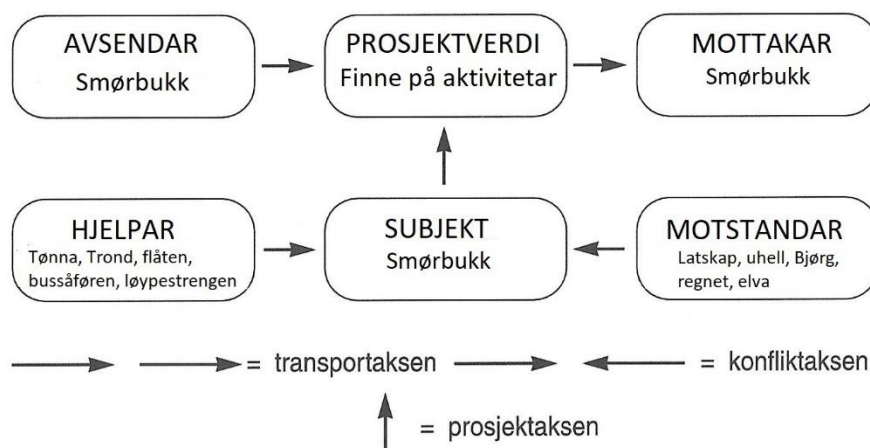 AVSENDAR
Smørbukk
PROSJEKTVERDI
Finne på aktivitetar
MOTTAKAR
Smørbukk
HJELPAR
Tønna, Trond, flåten,
bussåføren, løypestrengen
SUBJEKT
Smørbukk
MOTSTANDAR
Latskap, uhell, Bjørg,
regnet, elva
= transportaksen
= konfliktaksen
= prosjektaksen